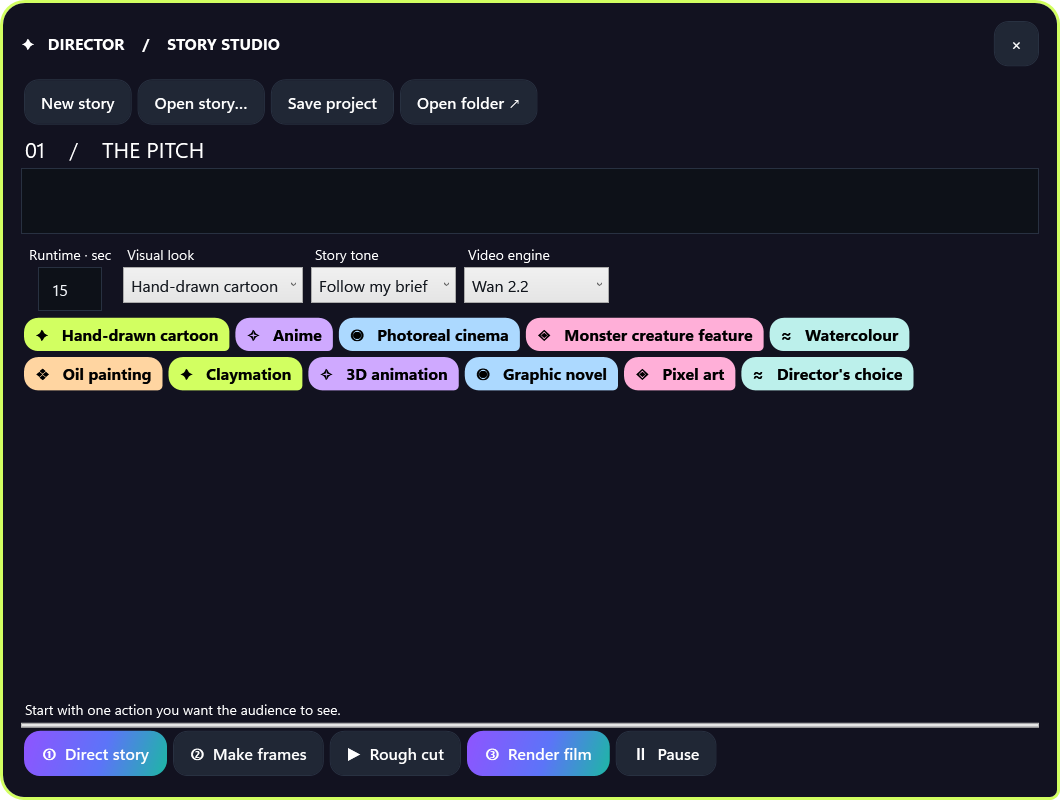 ✦ DIRECTOR / STORY STUDIO ×
New story Open story... Save project Open folder ↗
01 / THE PITCH
Runtime · sec Visual look Story tone Video engine
15 Hand-drawn cartoon Follow my brief Wan 2.2
✦ Hand-drawn cartoon ✧ Anime ◉ Photoreal cinema ◈ Monster creature feature ≈ Watercolour
❖ Oil painting ✦ Claymation ✧ 3D animation ◉ Graphic novel ◈ Pixel art ≈ Director's choice
Start with one action you want the audience to see.
① Direct story ② Make frames ▶ Rough cut ③ Render film Ⅱ Pause